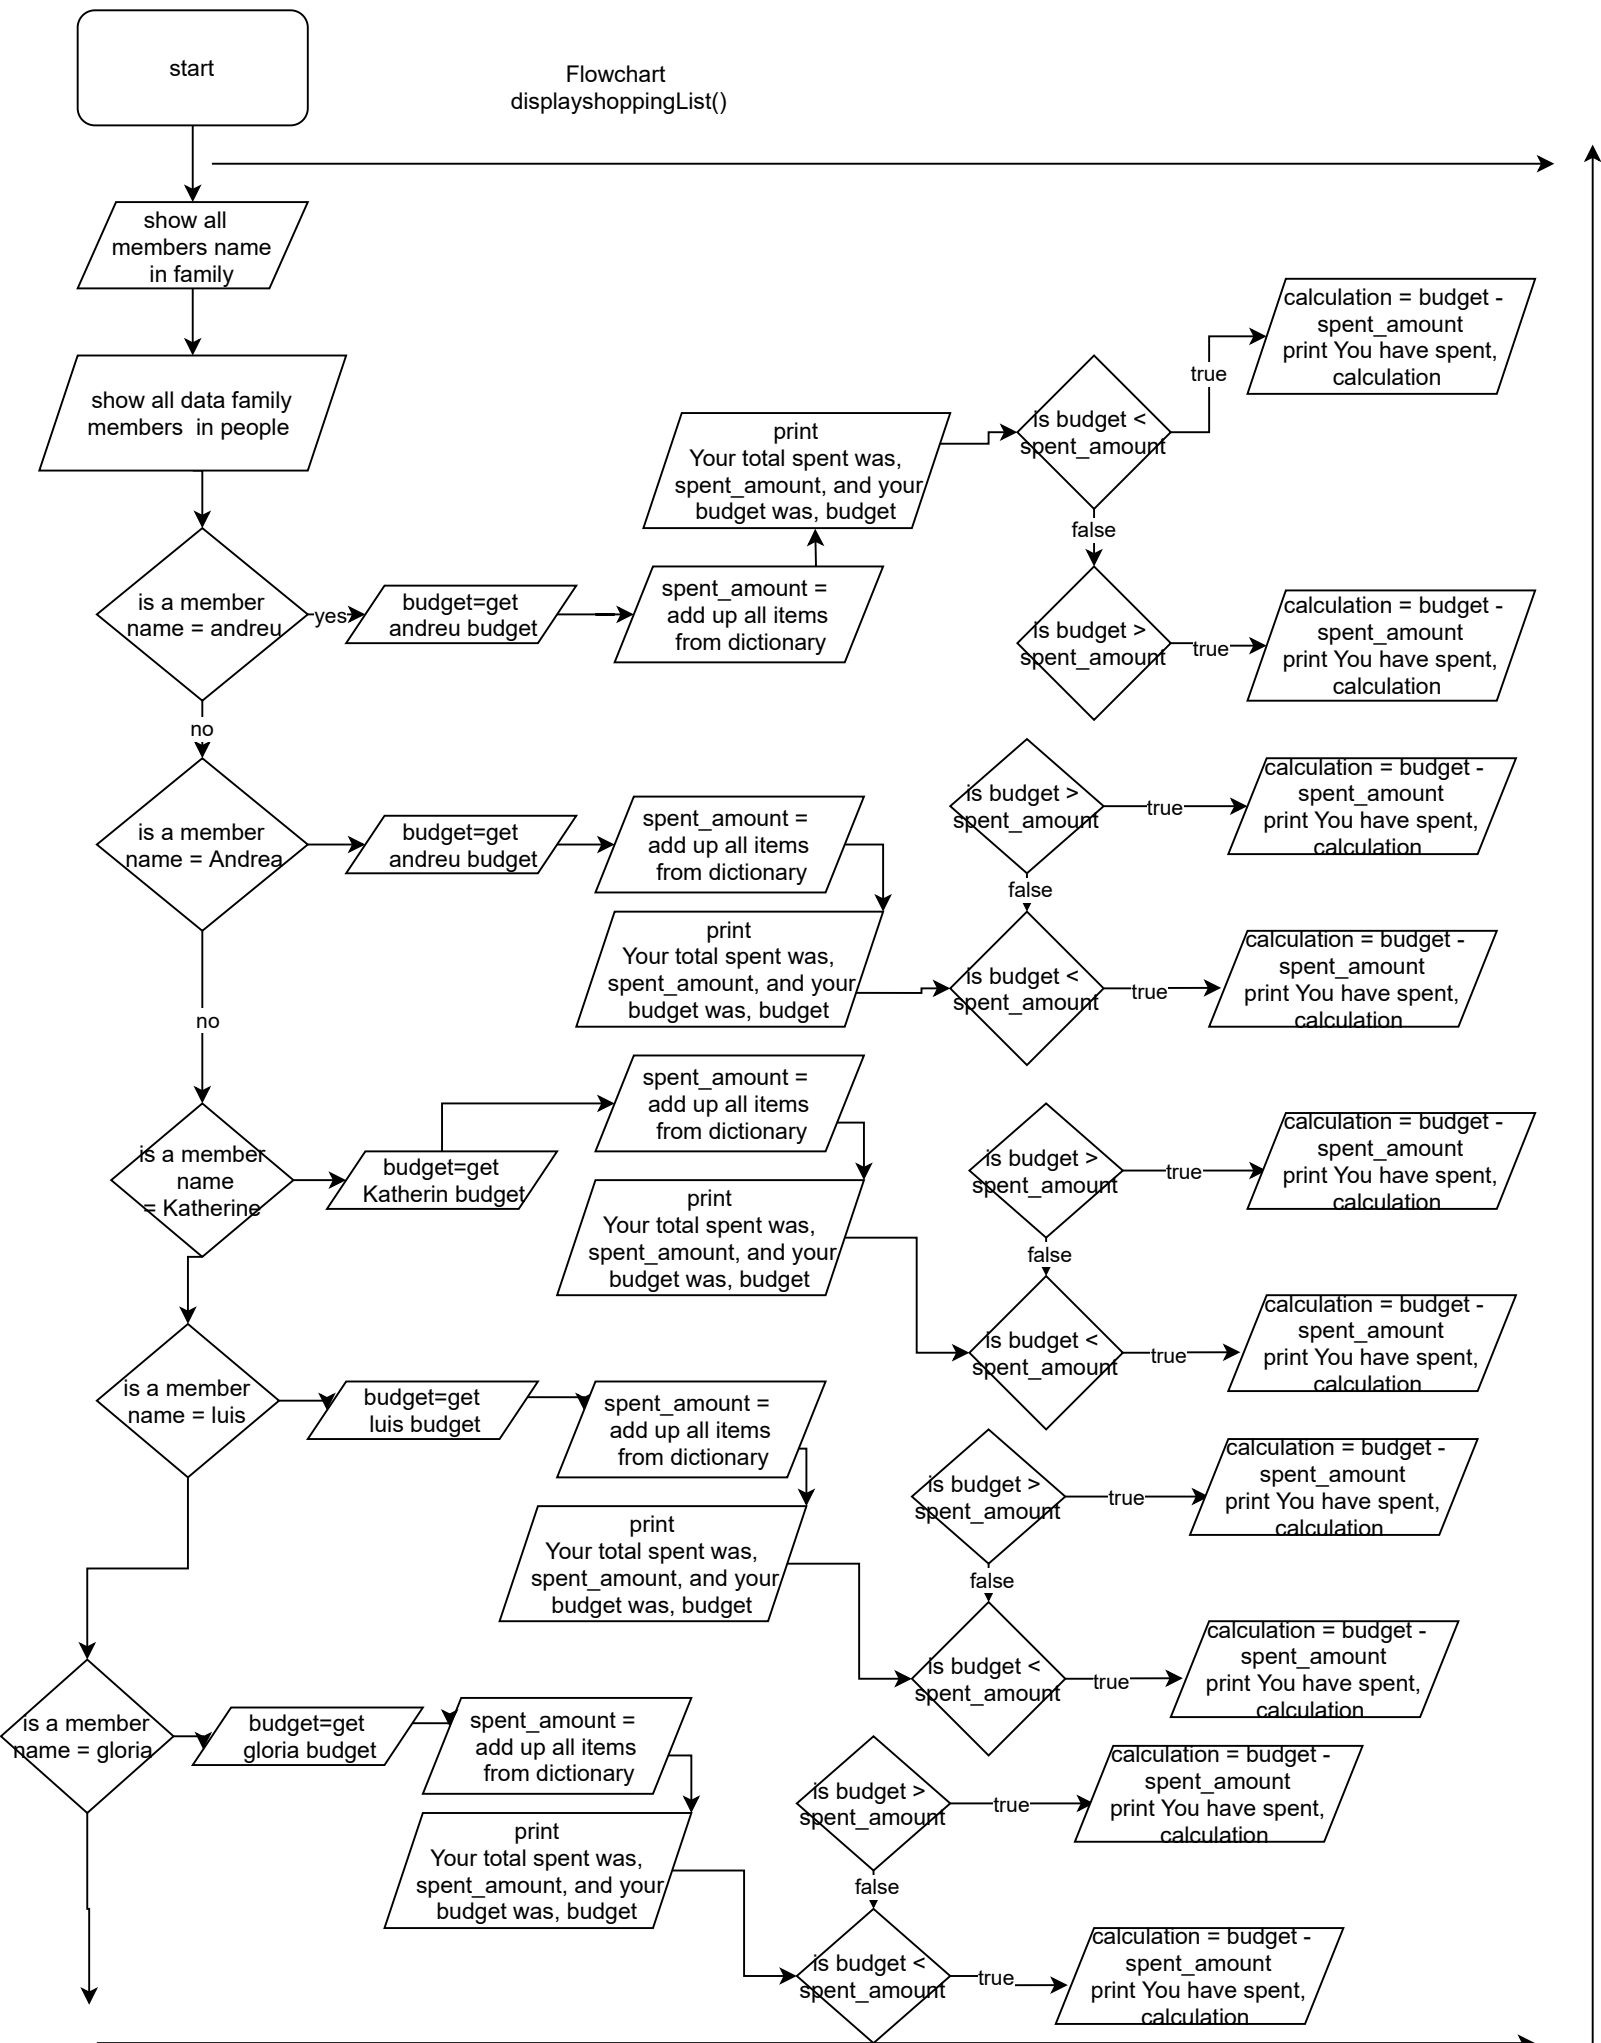 start
Flowchart
displayshoppingList()
show all
members name
in family
show all data family
members in people
is a member
name = andreu
yes
budget=get
andreu budget
spent_amount =
add up all items
from dictionary
print
Your total spent was,
spent_amount, and your
budget was, budget
is budget <
spent_amount
true
calculation = budget -
spent_amount
print You have spent,
calculation
false
is budget >
spent_amount
true
calculation = budget -
spent_amount
print You have spent,
calculation
no
is a member
name = Andrea
budget=get
andreu budget
spent_amount =
add up all items
from dictionary
print
Your total spent was,
spent_amount, and your
budget was, budget
is budget >
spent_amount
true
calculation = budget -
spent_amount
print You have spent,
calculation
false
is budget <
spent_amount
true
calculation = budget -
spent_amount
print You have spent,
calculation
no
is a member
name
= Katherine
budget=get
Katherin budget
spent_amount =
add up all items
from dictionary
print
Your total spent was,
spent_amount, and your
budget was, budget
is budget >
spent_amount
true
calculation = budget -
spent_amount
print You have spent,
calculation
false
is budget <
spent_amount
true
calculation = budget -
spent_amount
print You have spent,
calculation
is a member
name = luis
budget=get
luis budget
spent_amount =
add up all items
from dictionary
print
Your total spent was,
spent_amount, and your
budget was, budget
is budget >
spent_amount
true
calculation = budget -
spent_amount
print You have spent,
calculation
false
is budget <
spent_amount
true
calculation = budget -
spent_amount
print You have spent,
calculation
is a member
name = gloria
budget=get
gloria budget
spent_amount =
add up all items
from dictionary
print
Your total spent was,
spent_amount, and your
budget was, budget
is budget >
spent_amount
true
calculation = budget -
spent_amount
print You have spent,
calculation
false
is budget <
spent_amount
true
calculation = budget -
spent_amount
print You have spent,
calculation